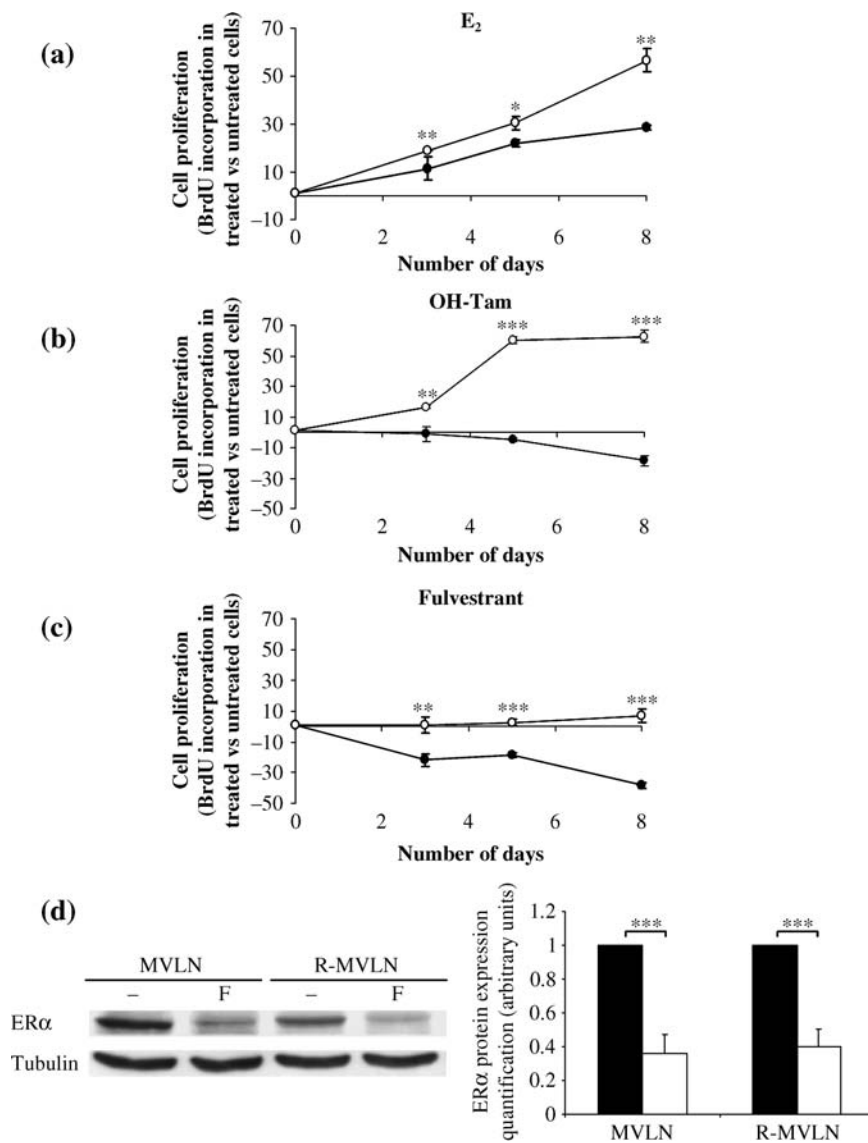 (a)
E₂
**
*
**
Cell proliferation
(BrdU incorporation in
treated vs untreated cells)
70
50
30
10
−10
0 2 4 6 8
Number of days
(b)
OH-Tam
**
***
***
Cell proliferation
(BrdU incorporation in
treated vs untreated cells)
70
50
30
10
−10
−30
−50
0 2 4 6 8
Number of days
(c)
Fulvestrant
**
***
***
Cell proliferation
(BrdU incorporation in
treated vs untreated cells)
70
50
30
10
−10
−30
−50
0 2 4 6 8
Number of days
(d)
MVLN R-MVLN
– F – F
ERα
Tubulin
ERα protein expression
quantification (arbitrary units)
1.2
1
0.8
0.6
0.4
0.2
0
*** ***
MVLN R-MVLN